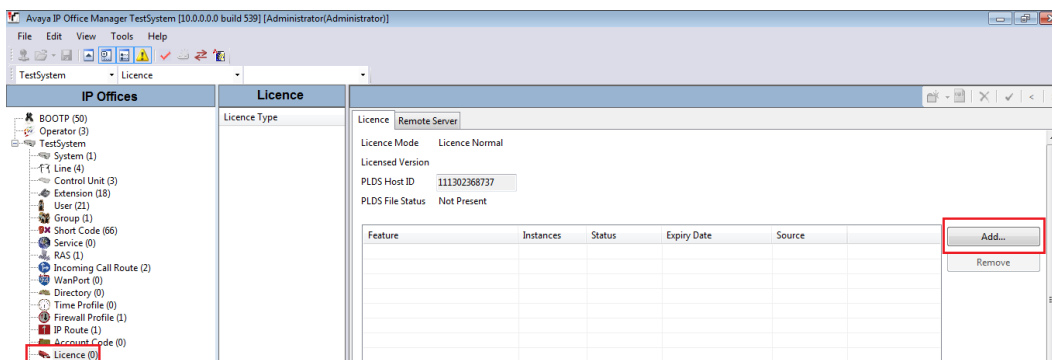 Avaya IP Office Manager TestSystem [10.0.0.0.0 build 539] [Administrator(Administrator)]
File Edit View Tools Help
TestSystem Licence
IP Offices
BOOTP (50)
Operator (3)
TestSystem
System (1)
Line (4)
Control Unit (3)
Extension (18)
User (21)
Group (1)
Short Code (66)
Service (0)
RAS (1)
Incoming Call Route (2)
WanPort (0)
Directory (0)
Time Profile (0)
Firewall Profile (1)
IP Route (1)
Account Code (0)
Licence (0)
Licence
Licence Type
Licence Remote Server
Licence Mode Licence Normal
Licensed Version
PLDS Host ID 111302368737
PLDS File Status Not Present
Feature Instances Status Expiry Date Source
Add...
Remove